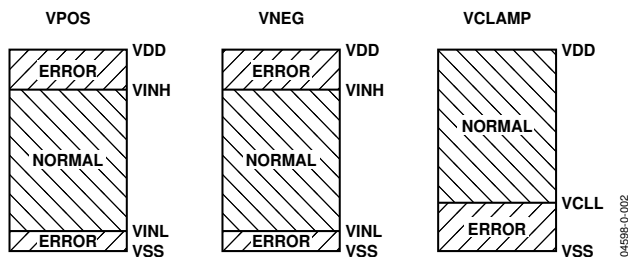 VPOS
VDD
ERROR
VINH
NORMAL
VINL
ERROR
VSS
VNEG
VDD
ERROR
VINH
NORMAL
VINL
ERROR
VSS
VCLAMP
VDD
NORMAL
VCLL
ERROR
VSS
04598-0-002